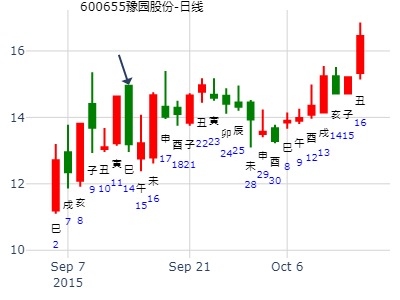 600655豫园股份-日线
16
14
12
10
巳
2
戌
7
亥
8
子
9
丑
10
寅
11
巳
14
午
15
未
16
申
17
酉
18
子
21
丑
22
寅
23
卯
24
辰
25
未
28
申
29
酉
30
巳
8
午
9
酉
12
戌
13
亥
14
子
15
丑
16
Sep 7
2015
Sep 21
Oct 6